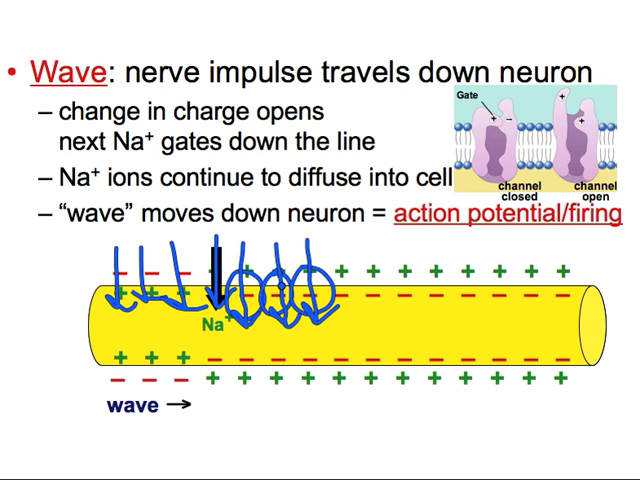 • Wave: nerve impulse travels down neuron
– change in charge opens
next Na⁺ gates down the line
– Na⁺ ions continue to diffuse into cell
– “wave” moves down neuron = action potential/firing
Gate
+ –
+
+
channel closed
channel open
– – – + + + + + + + + + + + +
+ + + – – – – – – – – – – – –
Na⁺
+ + + – – – – – – – – – – – –
– – – + + + + + + + + + + + +
wave →